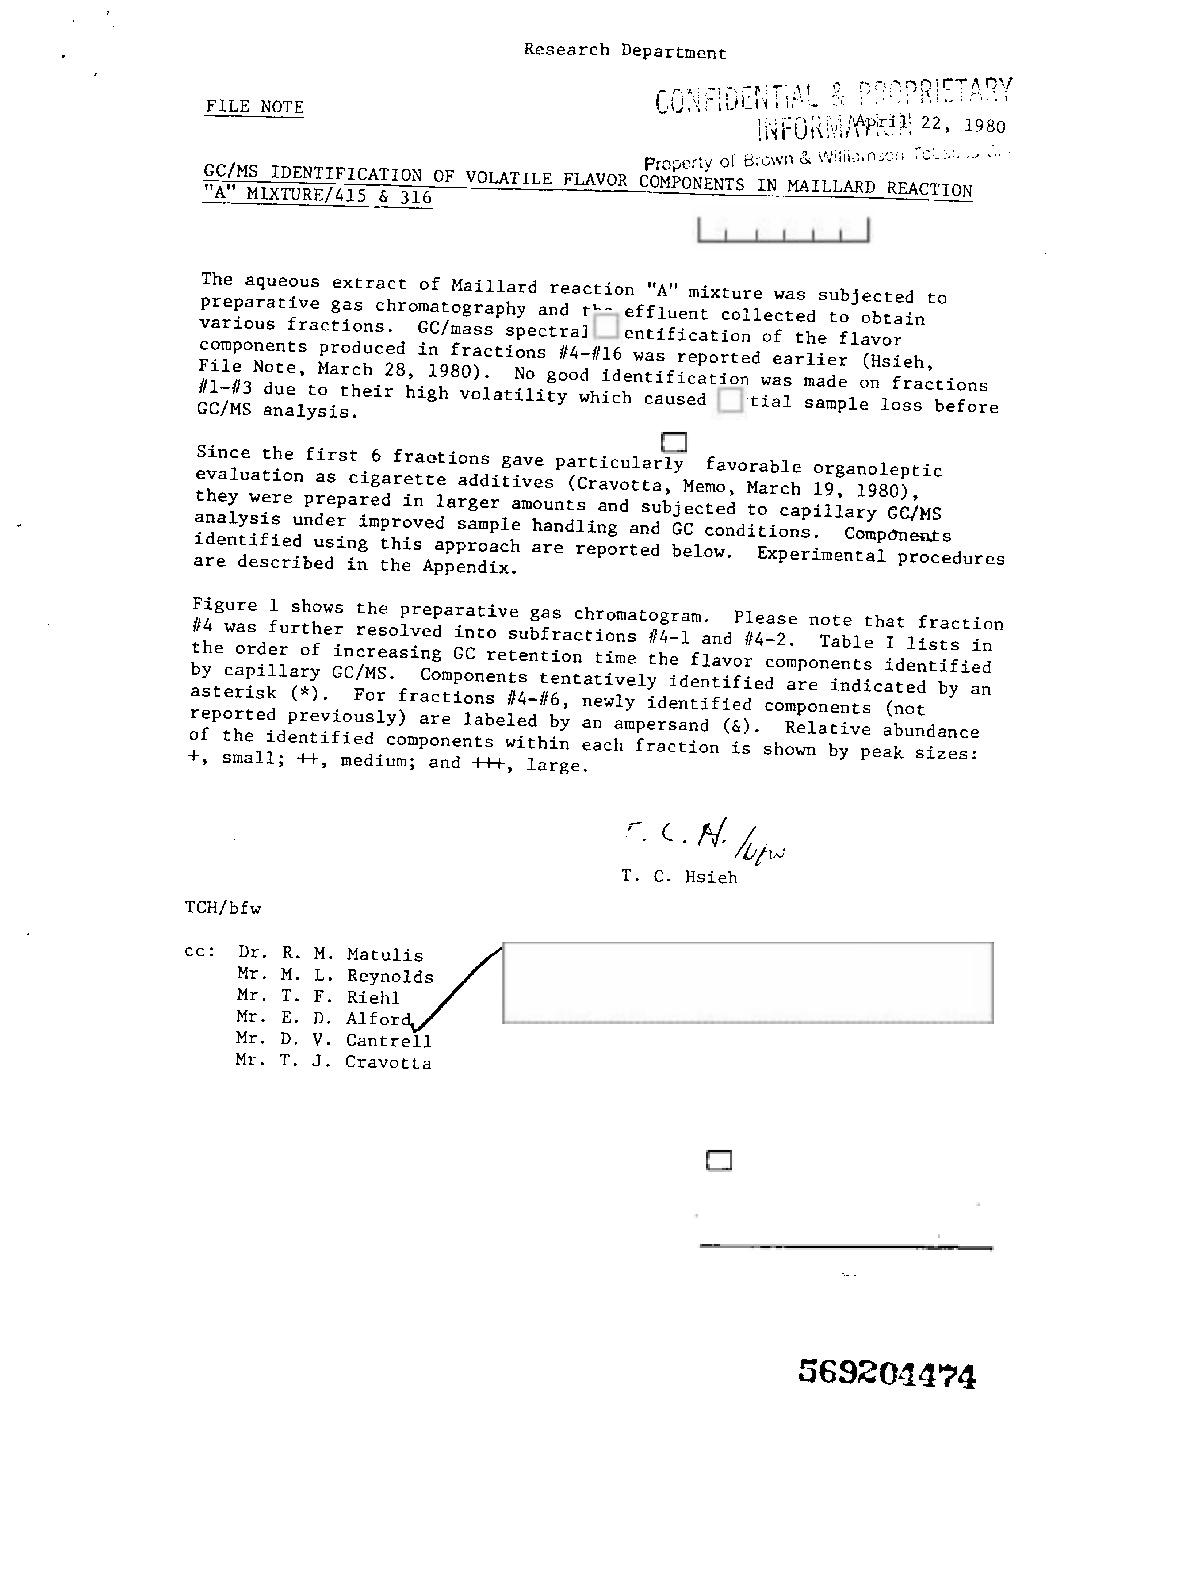 Research Department
FILE NOTE
CONFIDENTIAL & PROPRIETARY
INFORMATION
April 22, 1980
Property of Brown & Williamson
GC/MS IDENTIFICATION OF VOLATILE FLAVOR COMPONENTS IN MAILLARD REACTION
"A" MIXTURE/415 & 316
The aqueous extract of Maillard reaction "A" mixture was subjected to
preparative gas chromatography and effluent collected to obtain
various fractions. GC/mass spectral entification of the flavor
components produced in fractions #4-#16 was reported earlier (Hsieh,
File Note, March 28, 1980). No good identification was made on fractions
#1-#3 due to their high volatility which caused tial sample loss before
GC/MS analysis.
Since the first 6 fractions gave particularly favorable organoleptic
evaluation as cigarette additives (Cravotta, Memo, March 19, 1980),
they were prepared in larger amounts and subjected to capillary GC/MS
analysis under improved sample handling and GC conditions. Components
identified using this approach are reported below. Experimental procedures
are described in the Appendix.
Figure 1 shows the preparative gas chromatogram. Please note that fraction
#4 was further resolved into subfractions #4-1 and #4-2. Table I lists in
the order of increasing GC retention time the flavor components identified
by capillary GC/MS. Components tentatively identified are indicated by an
asterisk (*). For fractions #4-#6, newly identified components (not
reported previously) are labeled by an ampersand (&). Relative abundance
of the identified components within each fraction is shown by peak sizes:
+, small; ++, medium; and +++, large.
T. C. H./bfw
T. C. Hsieh
TCH/bfw
cc: Dr. R. M. Matulis
Mr. M. L. Reynolds
Mr. T. F. Riehl
Mr. E. D. Alford
Mr. D. V. Cantrell
Mr. T. J. Cravotta
569204474